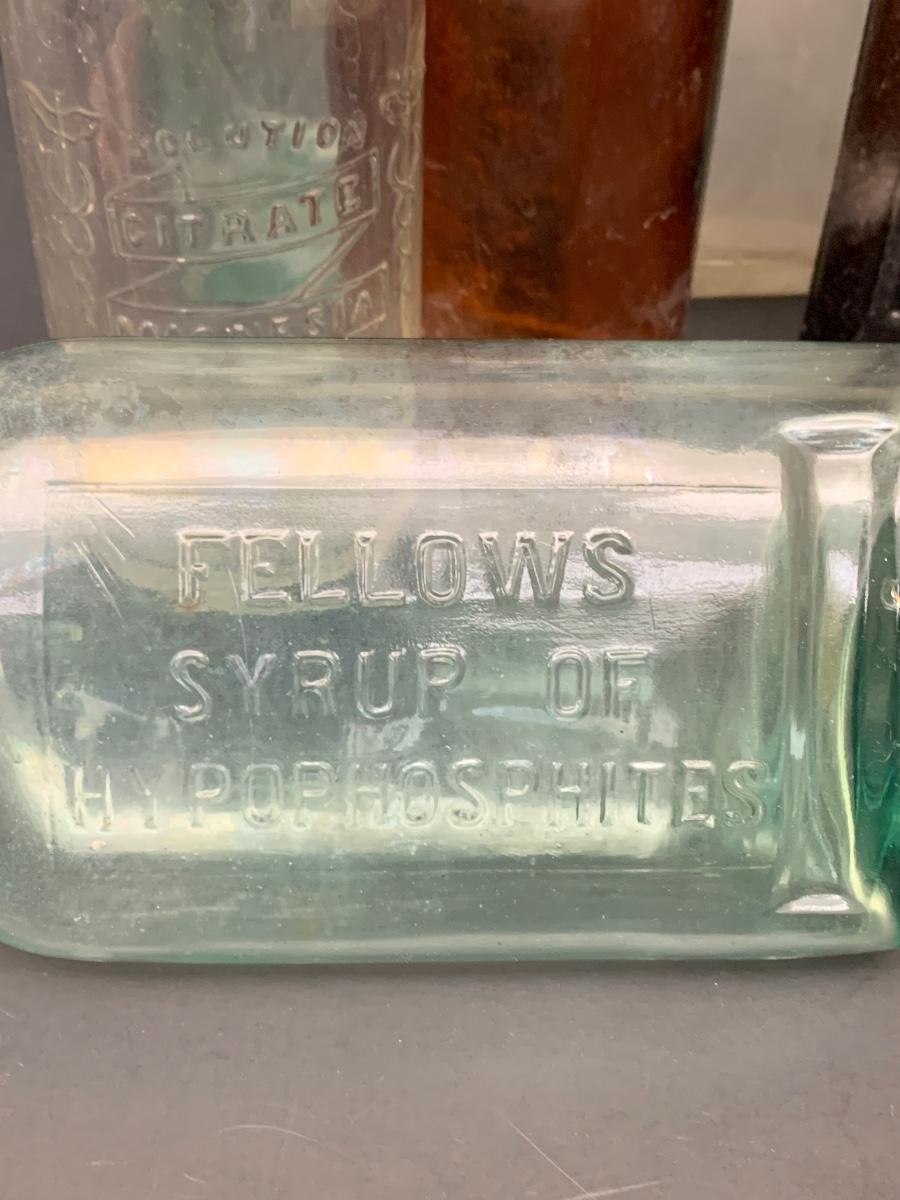 SOLUTION
CITRATE
MAGNESIA
FELLOWS
SYRUP OF
HYPOPHOSPHITES